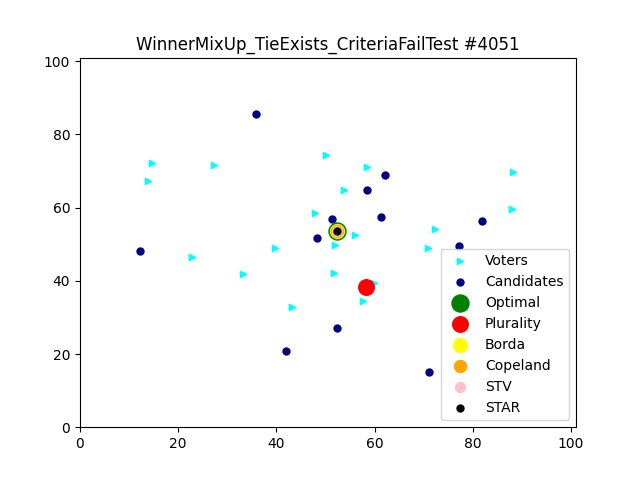 WinnerMixUp_TieExists_CriteriaFailTest #4051
100
80
60
40
20
0
0
20
40
60
80
100
Voters
Candidates
Optimal
Plurality
Borda
Copeland
STV
STAR